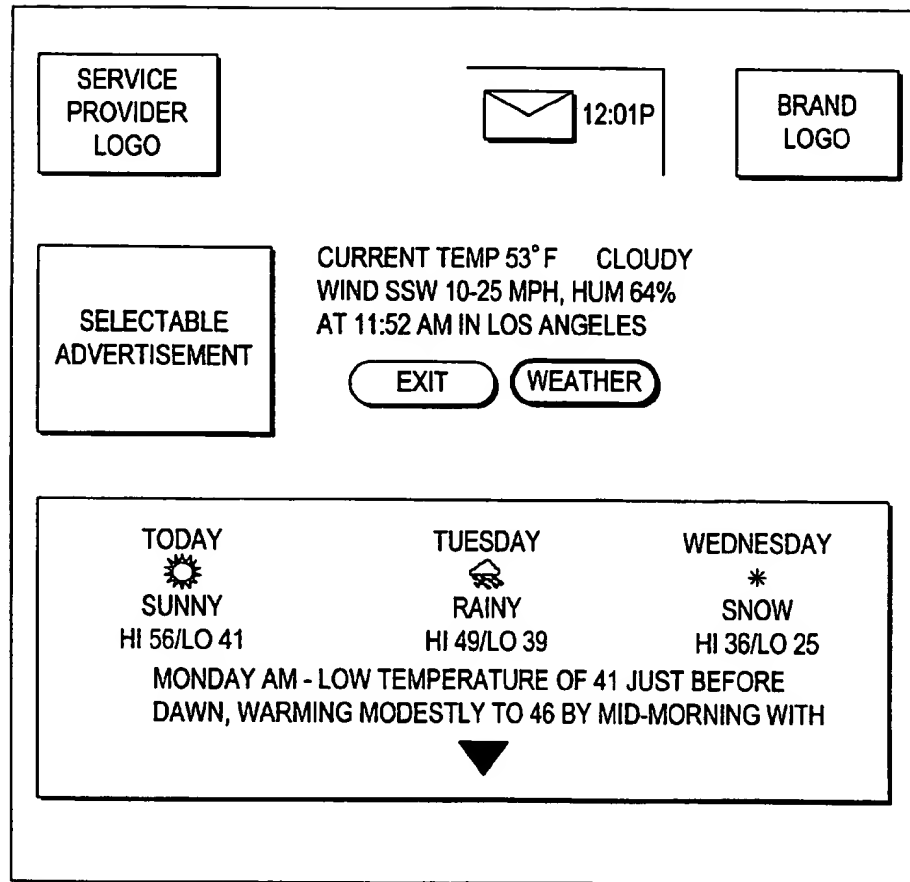 SERVICE
PROVIDER
LOGO
12:01P
BRAND
LOGO
SELECTABLE
ADVERTISEMENT
CURRENT TEMP 53°F CLOUDY
WIND SSW 10-25 MPH, HUM 64%
AT 11:52 AM IN LOS ANGELES
EXIT WEATHER
TODAY TUESDAY WEDNESDAY
SUNNY RAINY SNOW
HI 56/LO 41 HI 49/LO 39 HI 36/LO 25
MONDAY AM - LOW TEMPERATURE OF 41 JUST BEFORE
DAWN, WARMING MODESTLY TO 46 BY MID-MORNING WITH